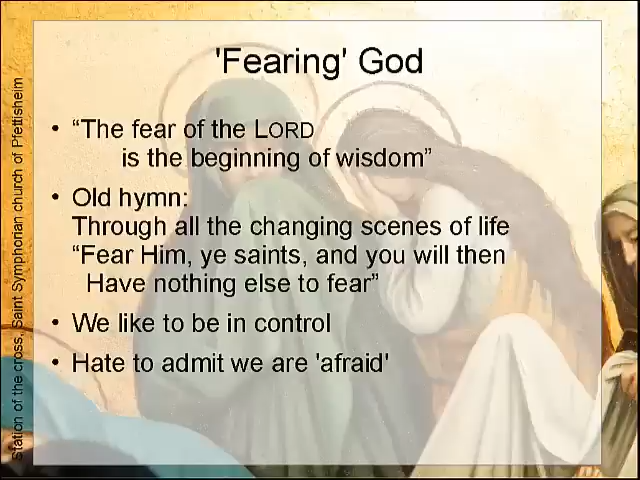 'Fearing' God
• “The fear of the LORD
is the beginning of wisdom”
• Old hymn:
Through all the changing scenes of life
“Fear Him, ye saints, and you will then
Have nothing else to fear”
• We like to be in control
• Hate to admit we are 'afraid'
Station of the cross, Saint Symphorian church of Pfettisheim